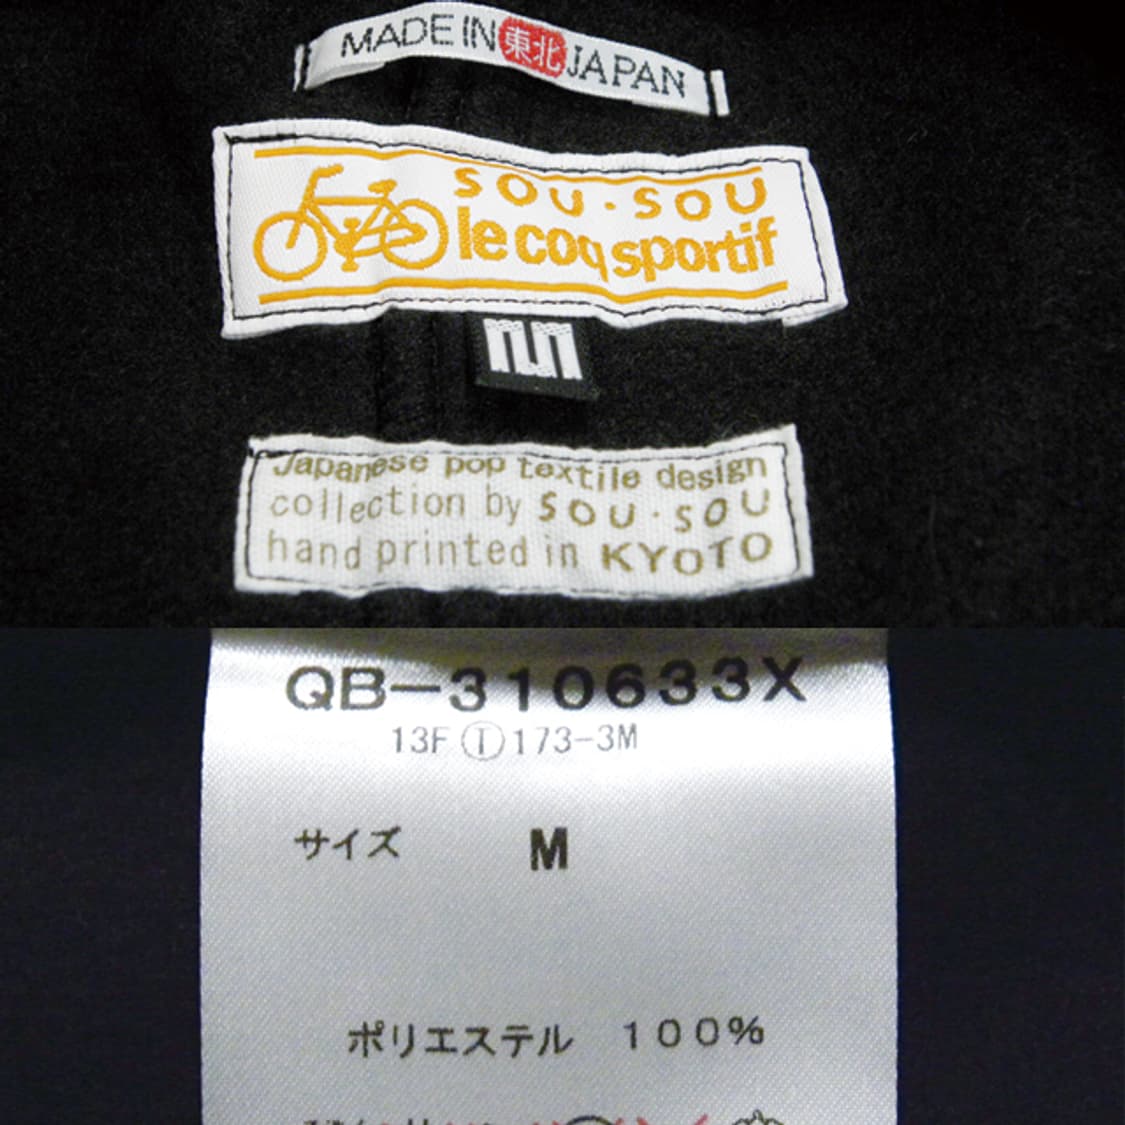 MADE IN 東北 JAPAN
SOU・SOU
le coq sportif
M
Japanese pop textile design
collection by SOU・SOU
hand printed in KYOTO
QB-310633X
13F Ⓣ 173-3M
サイズ M
ポリエステル 100%